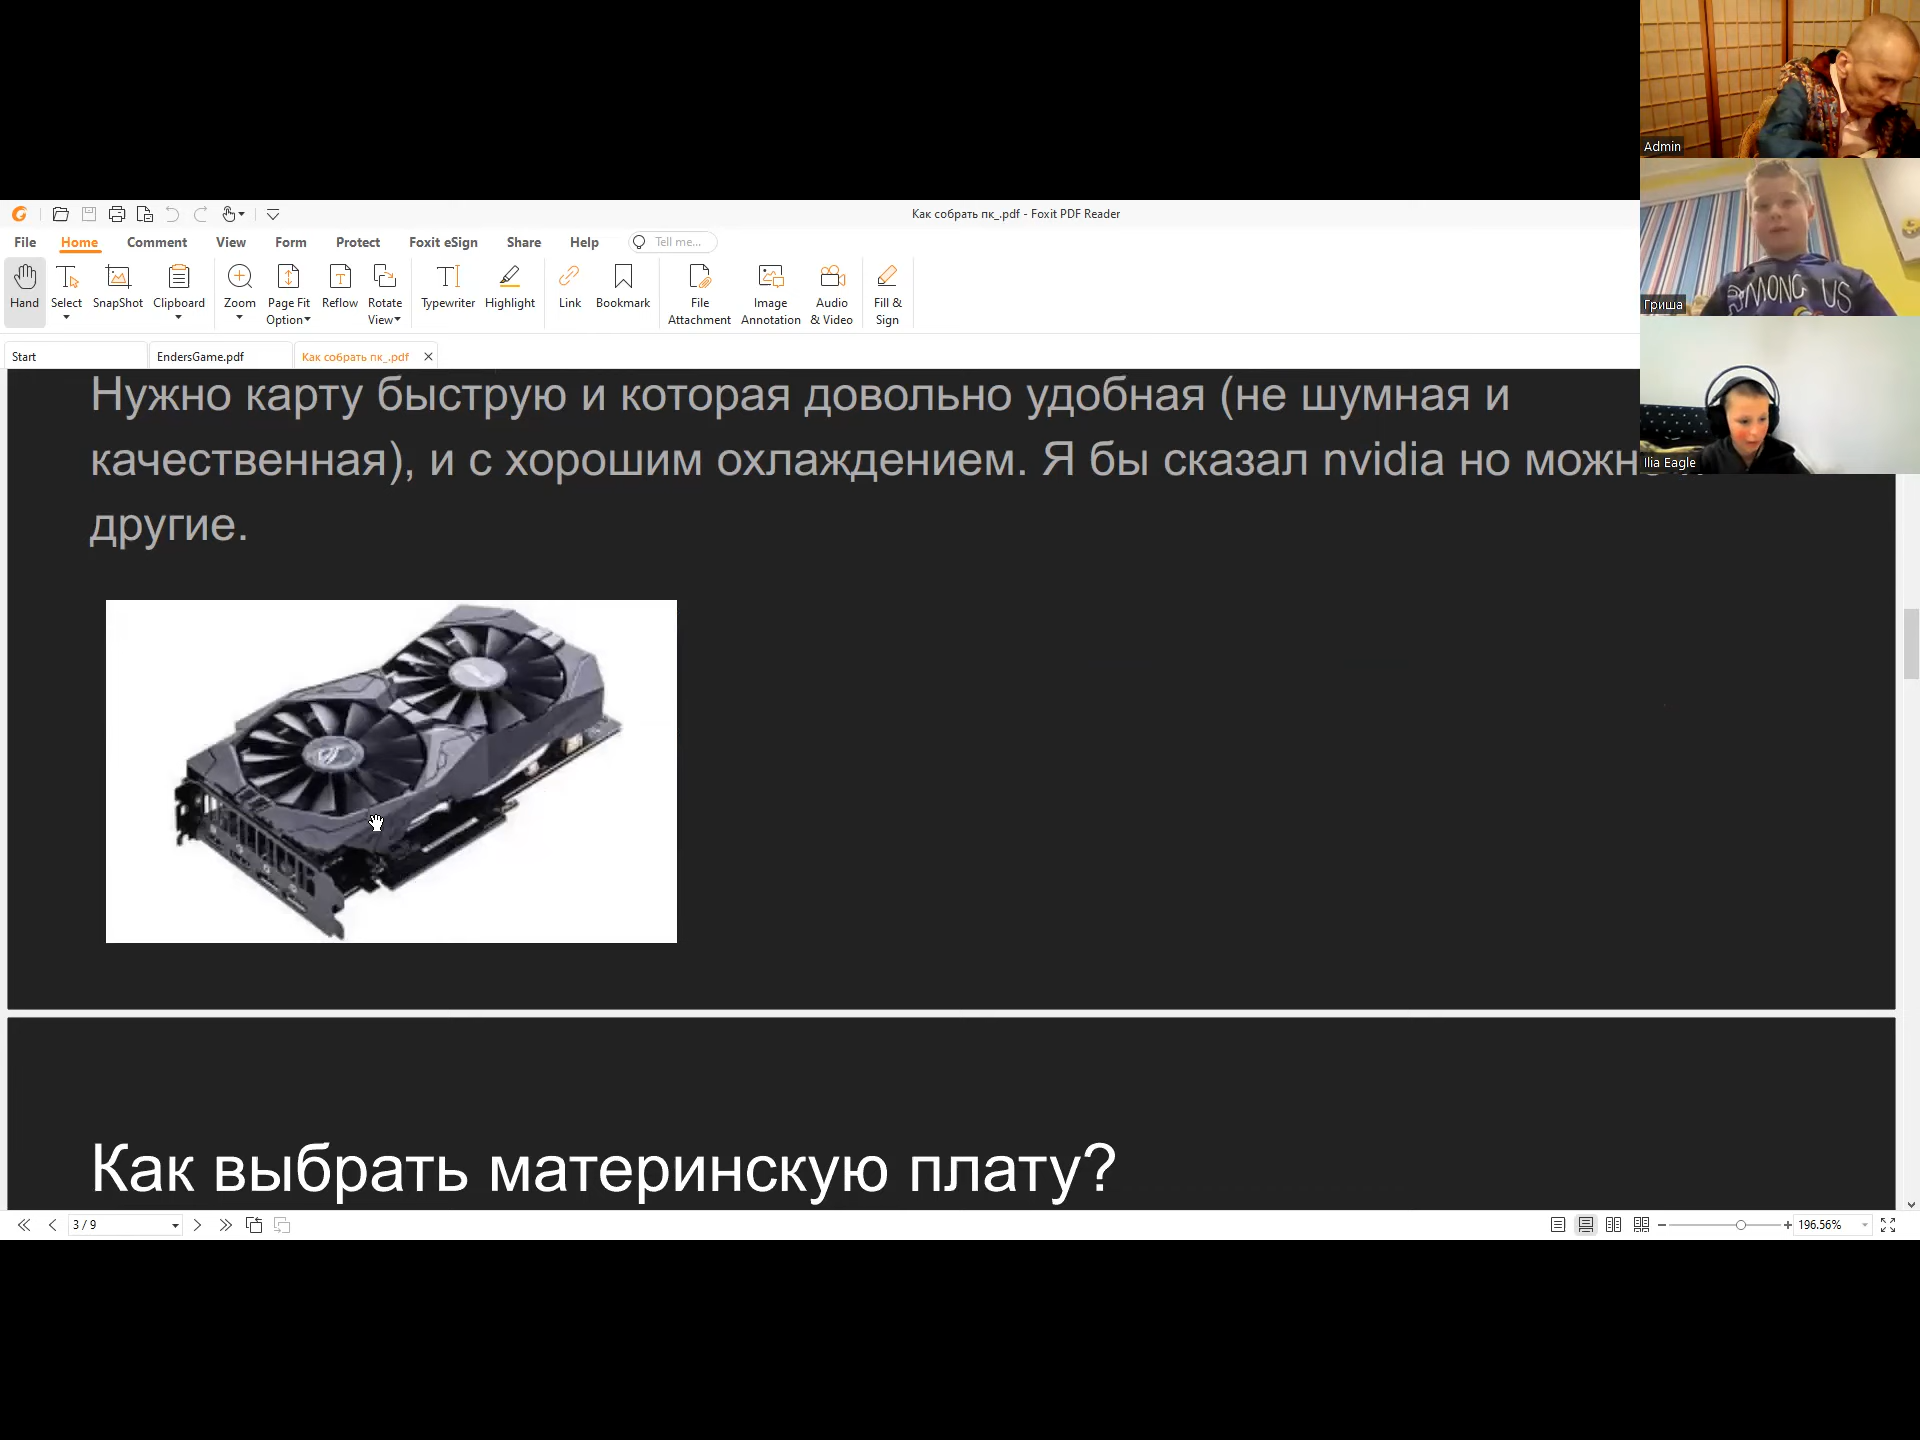 Как собрать пк_.pdf - Foxit PDF Reader
File Home Comment View Form Protect Foxit eSign Share Help Tell me...
Hand Select SnapShot Clipboard Zoom Page Fit Option Reflow Rotate View Typewriter Highlight Link Bookmark File Attachment Image Annotation Audio & Video Fill & Sign
Start EndersGame.pdf Как собрать пк_.pdf
Admin
Гриша
Ilia Eagle
AMONG US
Нужно карту быструю и которая довольно удобная (не шумная и
качественная), и с хорошим охлаждением. Я бы сказал nvidia но
другие.
Как выбрать материнскую плату?
3 / 9
196.56%